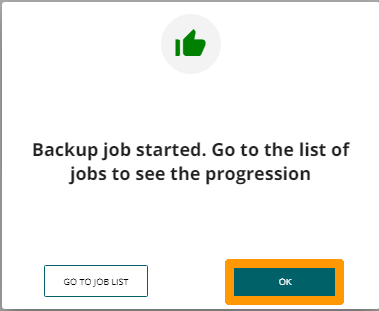 Backup job started. Go to the list of
jobs to see the progression
GO TO JOB LIST
OK